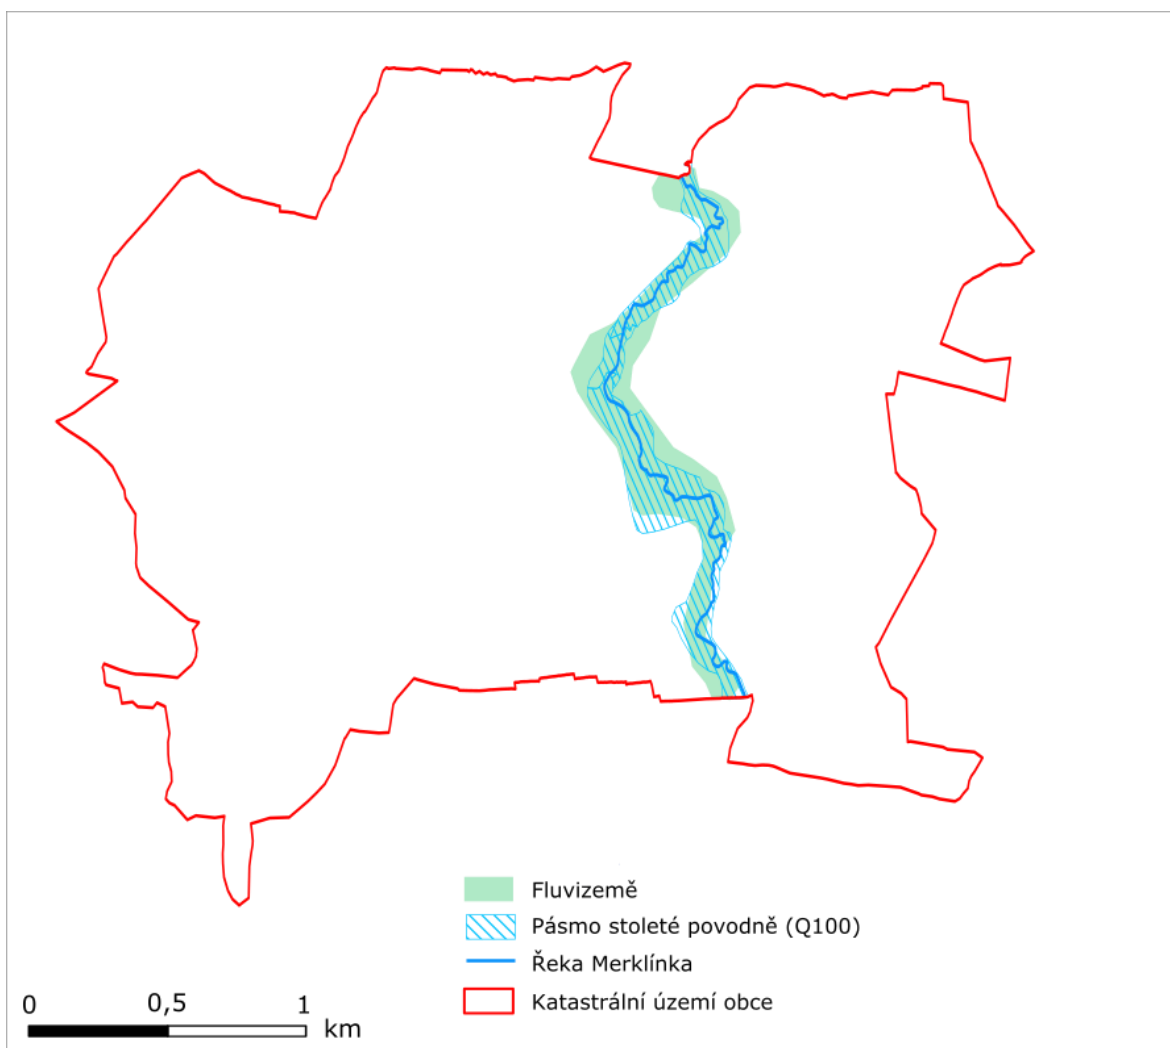 Fluvizemě
Pásmo stoleté povodně (Q100)
Řeka Merklínka
Katastrální území obce
0 0,5 1
km